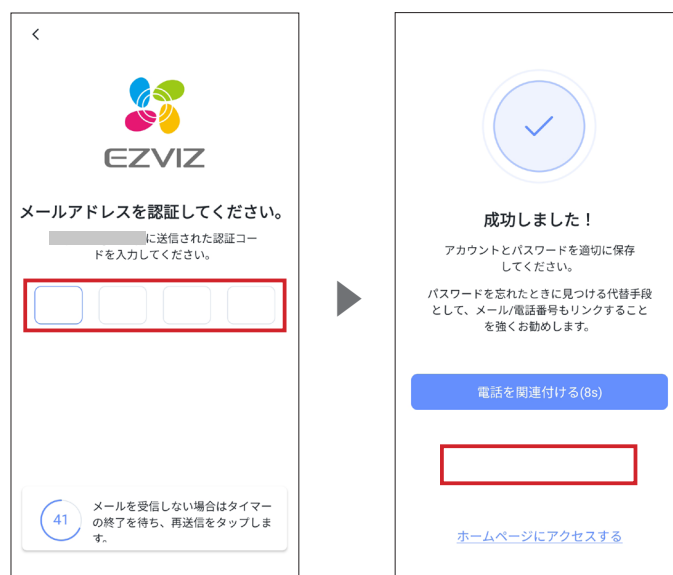 EZVIZ
メールアドレスを認証してください。
に送信された認証コー
ドを入力してください。
41
メールを受信しない場合はタイマー
の終了を待ち、再送信をタップしま
す。
成功しました！
アカウントとパスワードを適切に保存
してください。
パスワードを忘れたときに見つける代替手段
として、メール/電話番号もリンクすること
を強くお勧めします。
電話を関連付ける(8s)
ホームページにアクセスする